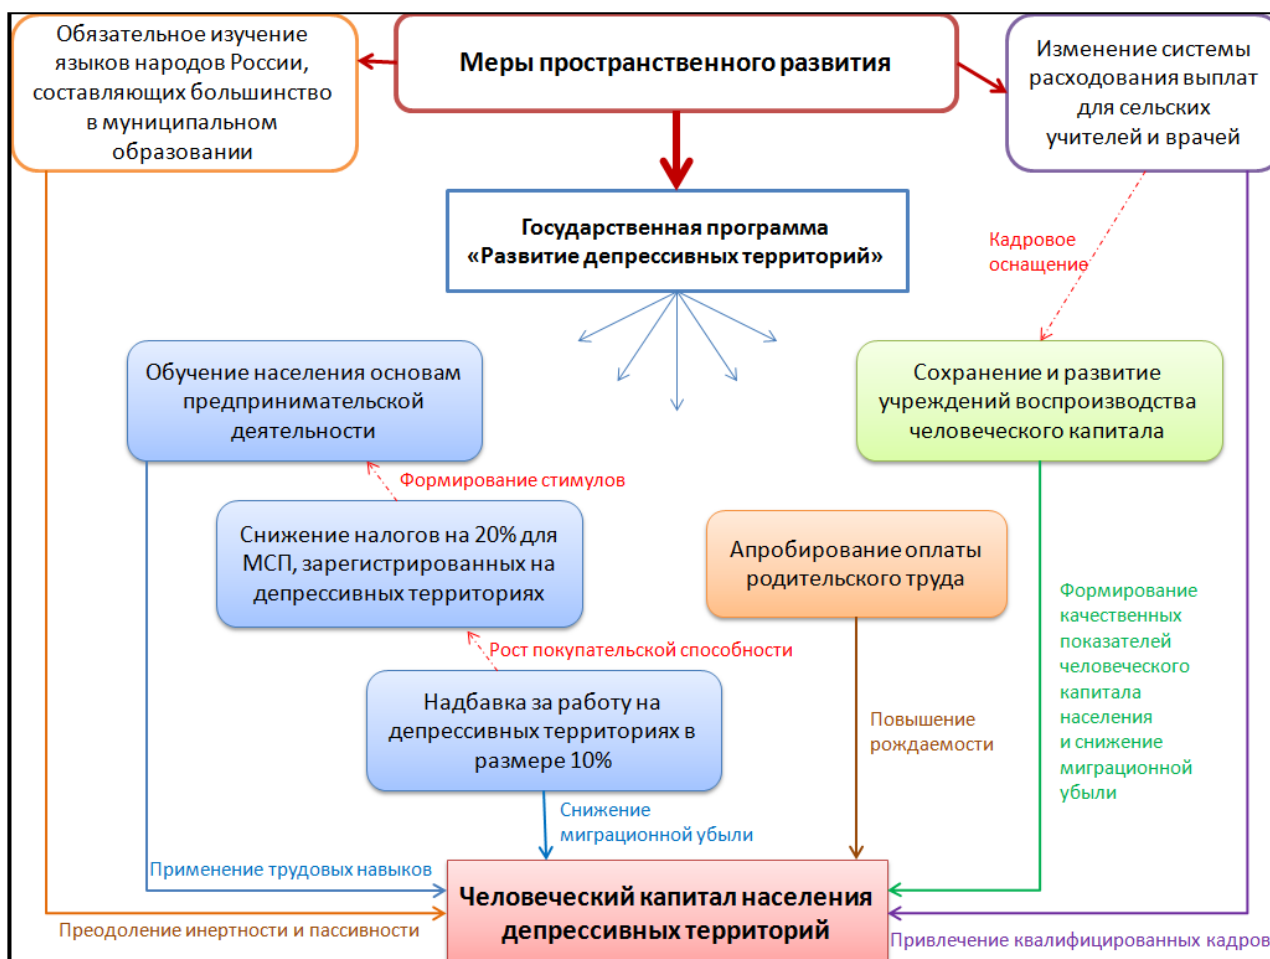 Обязательное изучение
языков народов России,
составляющих большинство
в муниципальном
образовании
Меры пространственного развития
Изменение системы
расходования выплат
для сельских
учителей и врачей
Государственная программа
«Развитие депрессивных территорий»
Кадровое
оснащение
Обучение населения основам
предпринимательской
деятельности
Сохранение и развитие
учреждений воспроизводства
человеческого капитала
Формирование стимулов
Снижение налогов на 20% для
МСП, зарегистрированных на
депрессивных территориях
Апробирование оплаты
родительского труда
Формирование
качественных
показателей
человеческого
капитала
населения
и снижение
миграционной
убыли
Рост покупательской способности
Надбавка за работу на
депрессивных территориях в
размере 10%
Повышение
рождаемости
Снижение
миграционной убыли
Применение трудовых навыков
Человеческий капитал населения
депрессивных территорий
Преодоление инертности и пассивности
Привлечение квалифицированных кадров